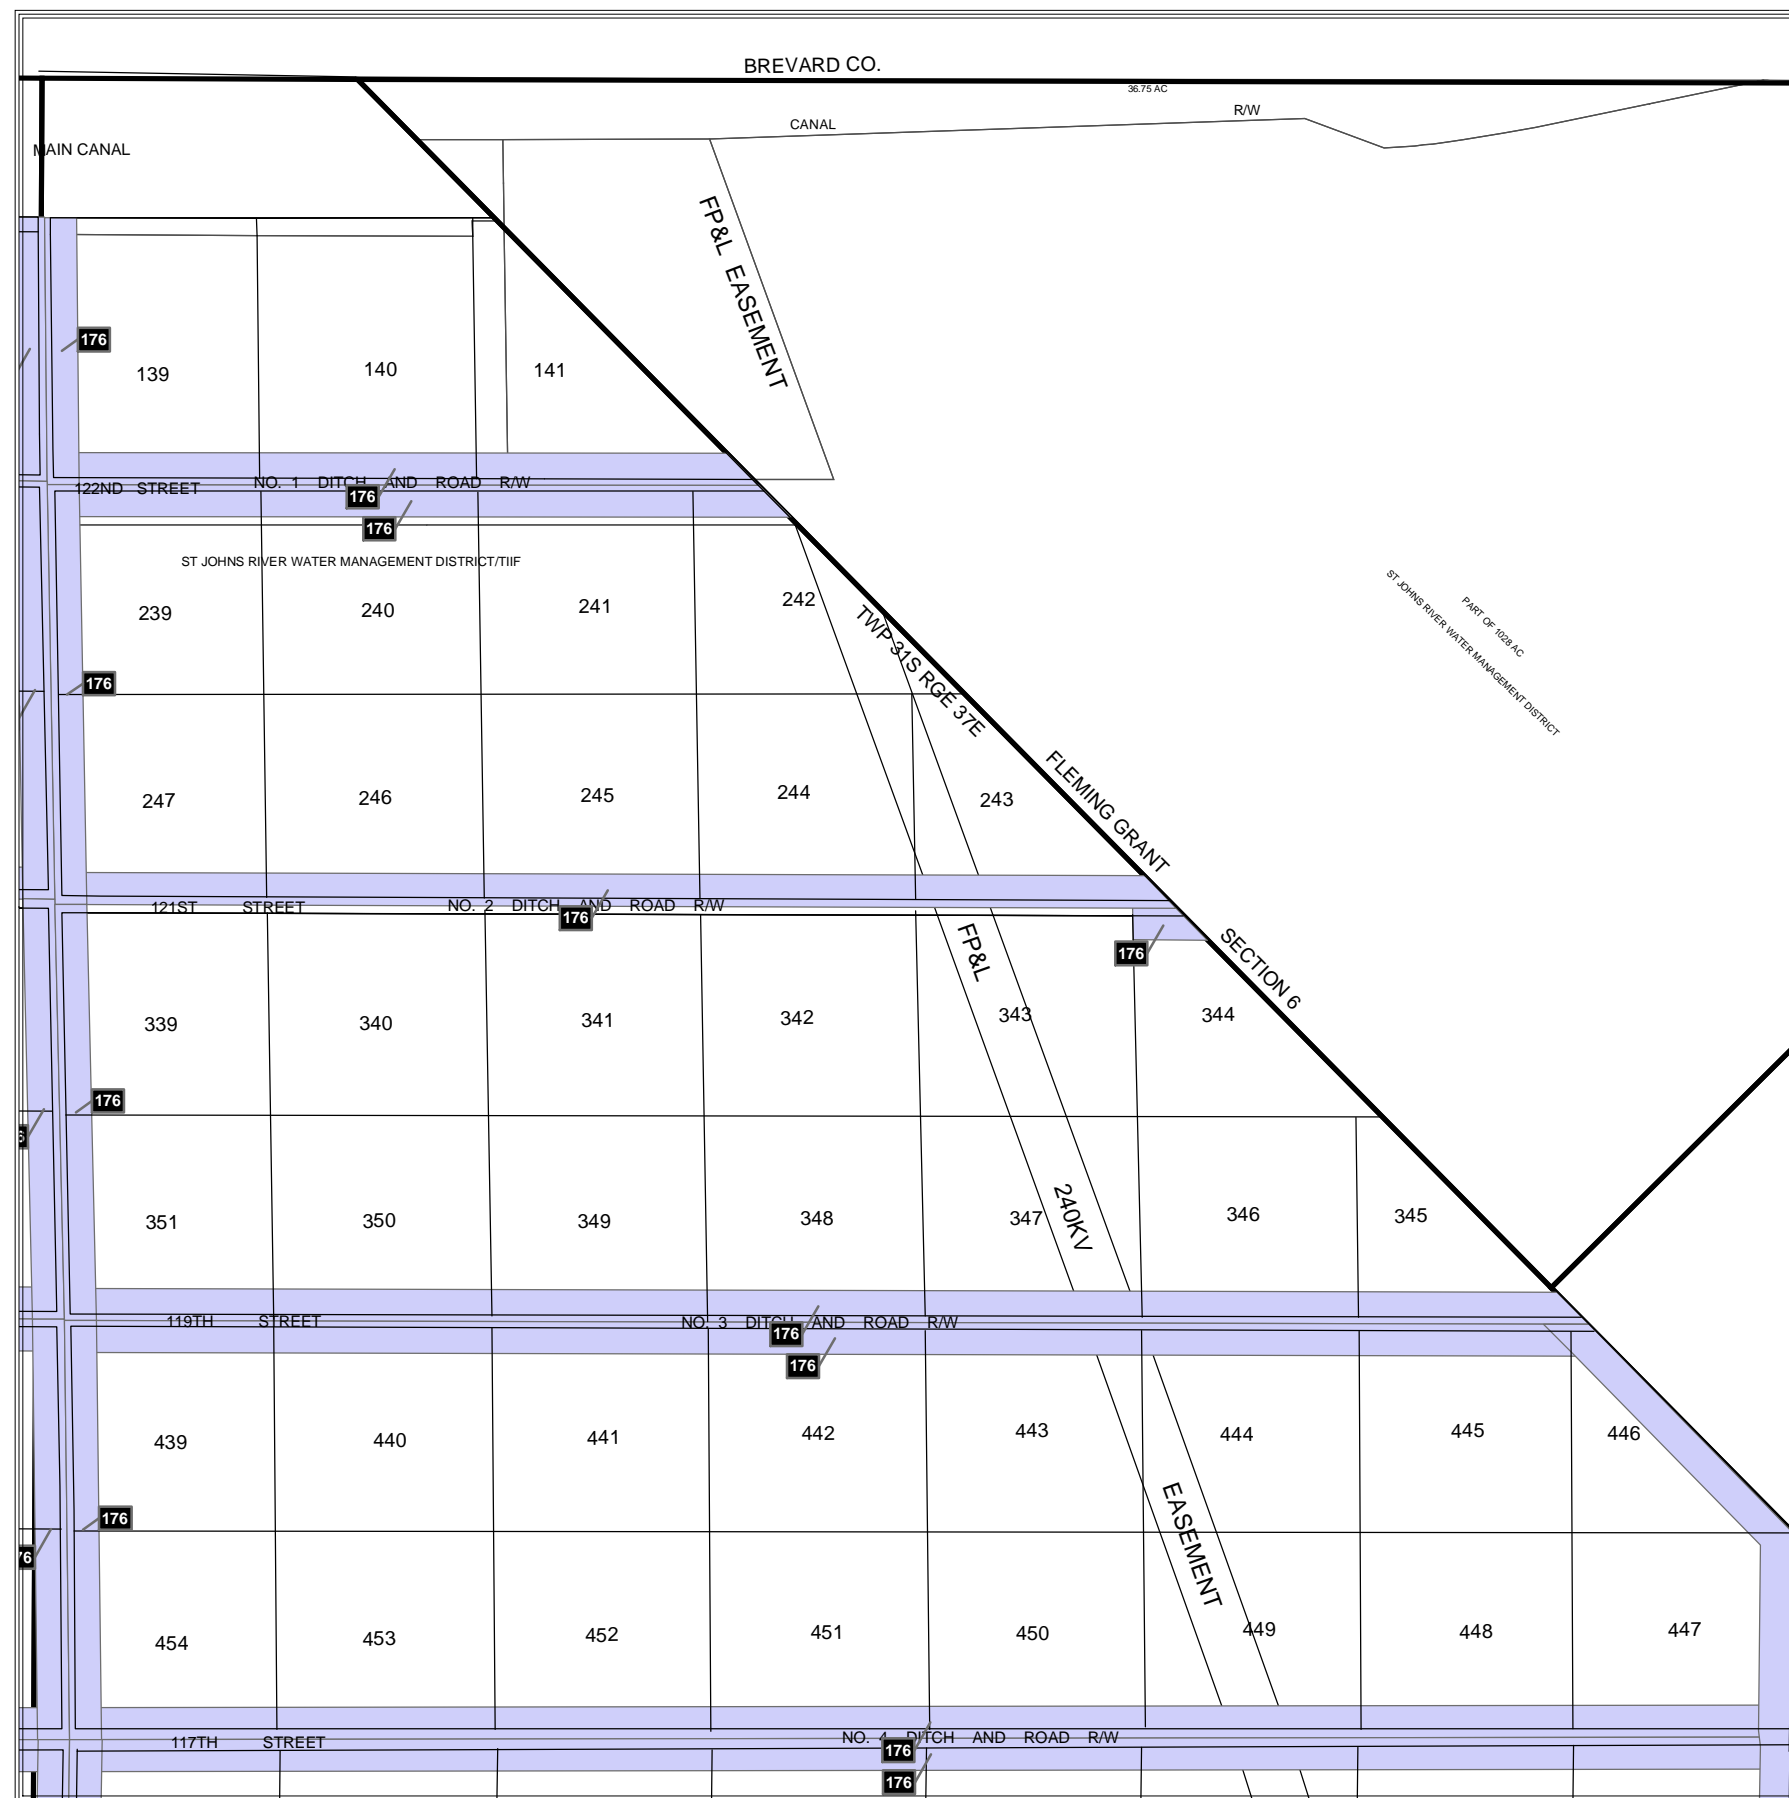 BREVARD CO.
36.75 AC
R/W
CANAL
MAIN CANAL
FP&L EASEMENT
176
139
140
141
122ND STREET
NO. 1 DITCH AND ROAD R/W
176
176
ST JOHNS RIVER WATER MANAGEMENT DISTRICT/TIIF
239
240
241
242
TWP 31S RGE 37E
PART OF 1028 AC
ST JOHNS RIVER WATER MANAGEMENT DISTRICT
176
247
246
245
244
243
FLEMING GRANT
121ST STREET
NO. 2 DITCH AND ROAD R/W
176
176
FP&L
SECTION 6
339
340
341
342
343
344
176
6
351
350
349
348
347
240KV
346
345
119TH STREET
NO. 3 DITCH AND ROAD R/W
176
176
439
440
441
442
443
444
445
446
176
76
EASEMENT
454
453
452
451
450
449
448
447
117TH STREET
NO. 4 DITCH AND ROAD R/W
176
176